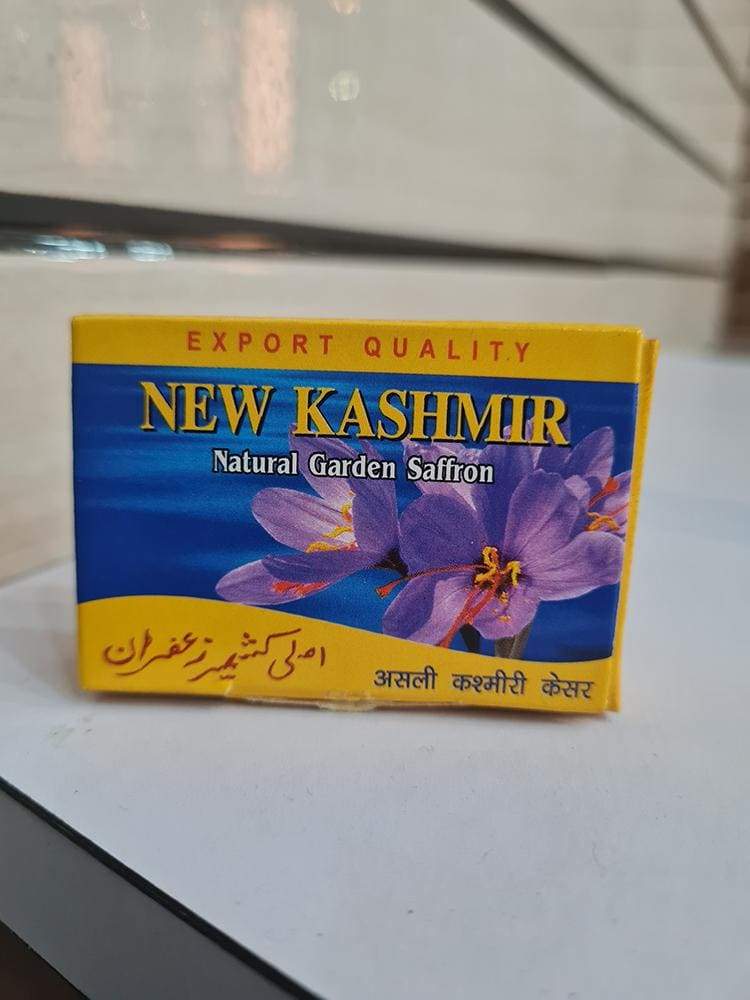 EXPORT QUALITY
NEW KASHMIR
Natural Garden Saffron
اصلی کشمیر زعفران
असली कश्मीरी केसर